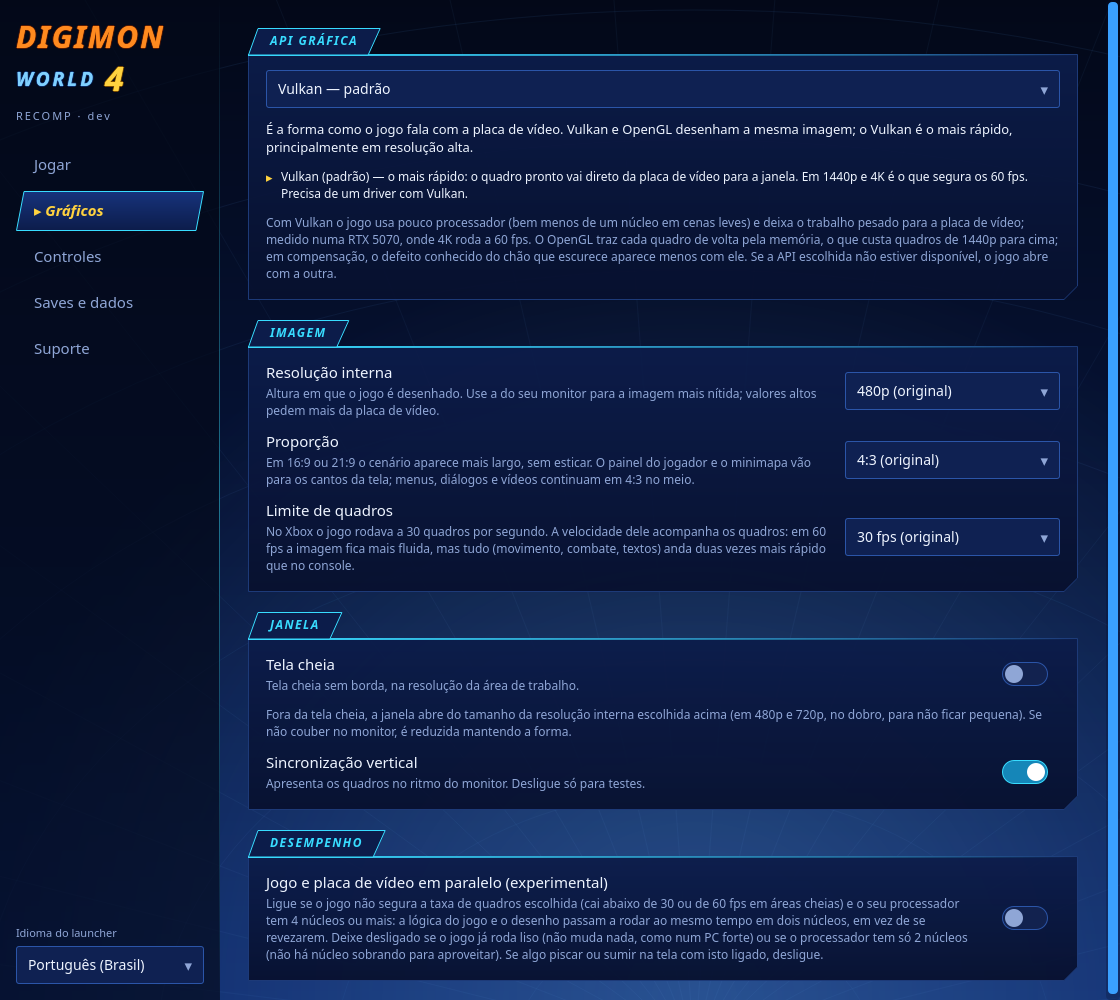 DIGIMON
WORLD 4
RECOMP · dev
Jogar
▸ Gráficos
Controles
Saves e dados
Suporte
Idioma do launcher
Português (Brasil) ▾
API GRÁFICA
Vulkan — padrão ▾
É a forma como o jogo fala com a placa de vídeo. Vulkan e OpenGL desenham a mesma imagem; o Vulkan é o mais rápido,
principalmente em resolução alta.
▸ Vulkan (padrão) — o mais rápido: o quadro pronto vai direto da placa de vídeo para a janela. Em 1440p e 4K é o que segura os 60 fps.
Precisa de um driver com Vulkan.
Com Vulkan o jogo usa pouco processador (bem menos de um núcleo em cenas leves) e deixa o trabalho pesado para a placa de vídeo;
medido numa RTX 5070, onde 4K roda a 60 fps. O OpenGL traz cada quadro de volta pela memória, o que custa quadros de 1440p para cima;
em compensação, o defeito conhecido do chão que escurece aparece menos com ele. Se a API escolhida não estiver disponível, o jogo abre
com a outra.
IMAGEM
Resolução interna
Altura em que o jogo é desenhado. Use a do seu monitor para a imagem mais nítida; valores altos
pedem mais da placa de vídeo.
480p (original) ▾
Proporção
Em 16:9 ou 21:9 o cenário aparece mais largo, sem esticar. O painel do jogador e o minimapa vão
para os cantos da tela; menus, diálogos e vídeos continuam em 4:3 no meio.
4:3 (original) ▾
Limite de quadros
No Xbox o jogo rodava a 30 quadros por segundo. A velocidade dele acompanha os quadros: em 60
fps a imagem fica mais fluida, mas tudo (movimento, combate, textos) anda duas vezes mais rápido
que no console.
30 fps (original) ▾
JANELA
Tela cheia
Tela cheia sem borda, na resolução da área de trabalho.
Fora da tela cheia, a janela abre do tamanho da resolução interna escolhida acima (em 480p e 720p, no dobro, para não ficar pequena). Se
não couber no monitor, é reduzida mantendo a forma.
Sincronização vertical
Apresenta os quadros no ritmo do monitor. Desligue só para testes.
DESEMPENHO
Jogo e placa de vídeo em paralelo (experimental)
Ligue se o jogo não segura a taxa de quadros escolhida (cai abaixo de 30 ou de 60 fps em áreas cheias) e o seu processador
tem 4 núcleos ou mais: a lógica do jogo e o desenho passam a rodar ao mesmo tempo em dois núcleos, em vez de se
revezarem. Deixe desligado se o jogo já roda liso (não muda nada, como num PC forte) ou se o processador tem só 2 núcleos
(não há núcleo sobrando para aproveitar). Se algo piscar ou sumir na tela com isto ligado, desligue.